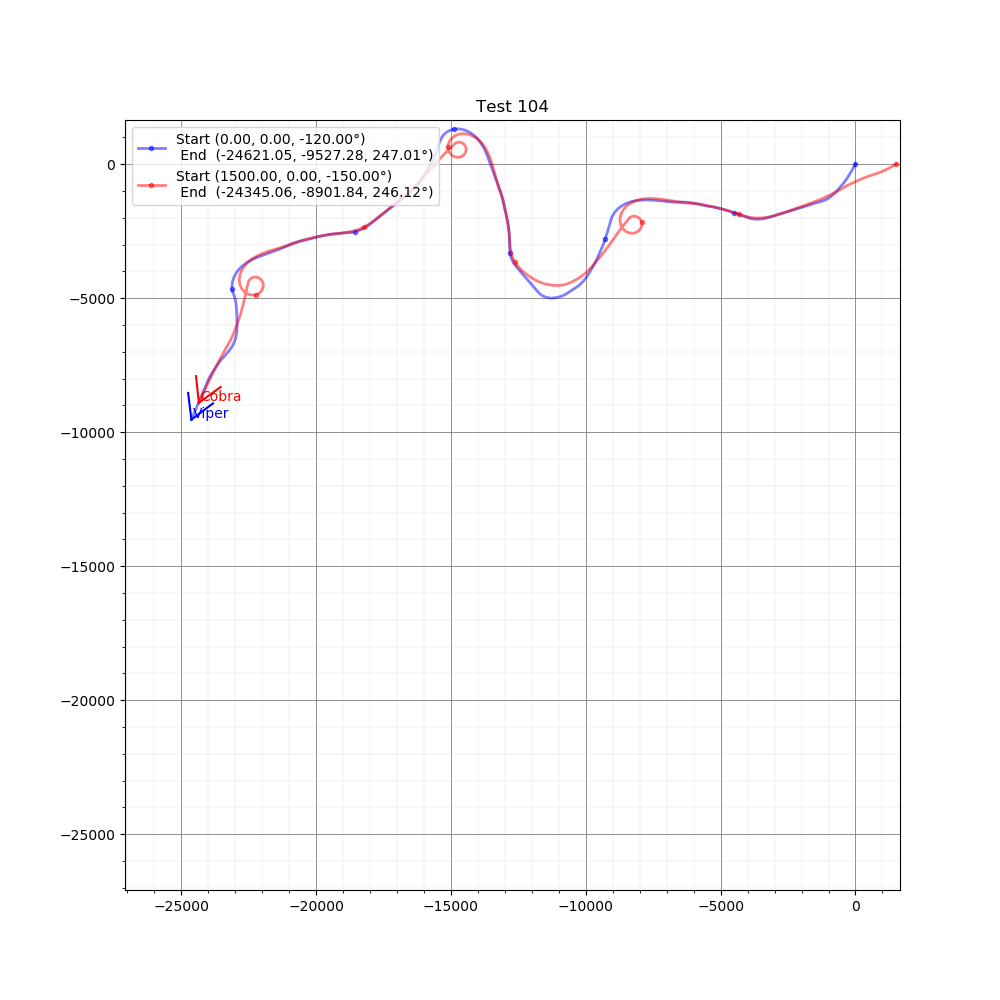 Test 104
Start (0.00, 0.00, -120.00°)
End  (-24621.05, -9527.28, 247.01°)
Start (1500.00, 0.00, -150.00°)
End  (-24345.06, -8901.84, 246.12°)
0
−5000
−10000
−15000
−20000
−25000
Cobra
Viper
−25000
−20000
−15000
−10000
−5000
0